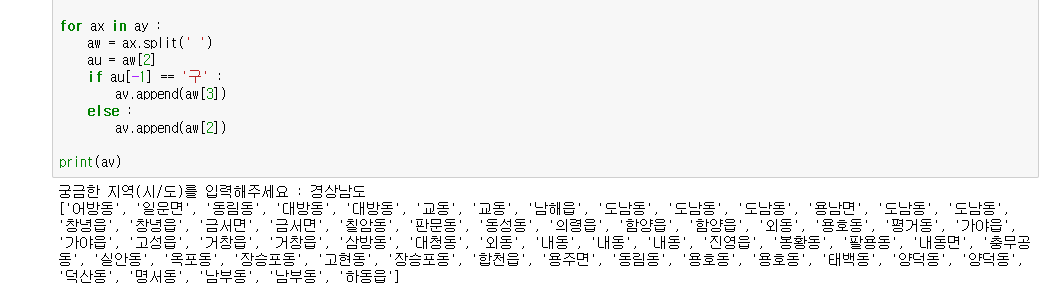 for ax in ay :
aw = ax.split(' ')
au = aw[2]
if au[-1] == '구' :
av.append(aw[3])
else :
av.append(aw[2])
print(av)
궁금한 지역(시/도)를 입력해주세요 : 경상남도
['어방동', '일운면', '동림동', '대방동', '대방동', '교동', '교동', '남해읍', '도남동', '도남동', '도남동', '용남면', '도남동', '도남동',
'창녕읍', '창녕읍', '금서면', '금서면', '칠암동', '판문동', '동성동', '의령읍', '함양읍', '함양읍', '외동', '용호동', '평거동', '가야읍',
'가야읍', '고성읍', '거창읍', '거창읍', '삼방동', '대청동', '외동', '내동', '내동', '내동', '진영읍', '봉황동', '팔용동', '내동면', '충무공
동', '실안동', '옥포동', '장승포동', '고현동', '장승포동', '합천읍', '용주면', '동림동', '용호동', '용호동', '태백동', '양덕동', '양덕동',
'덕산동', '명서동', '남부동', '남부동', '하동읍']